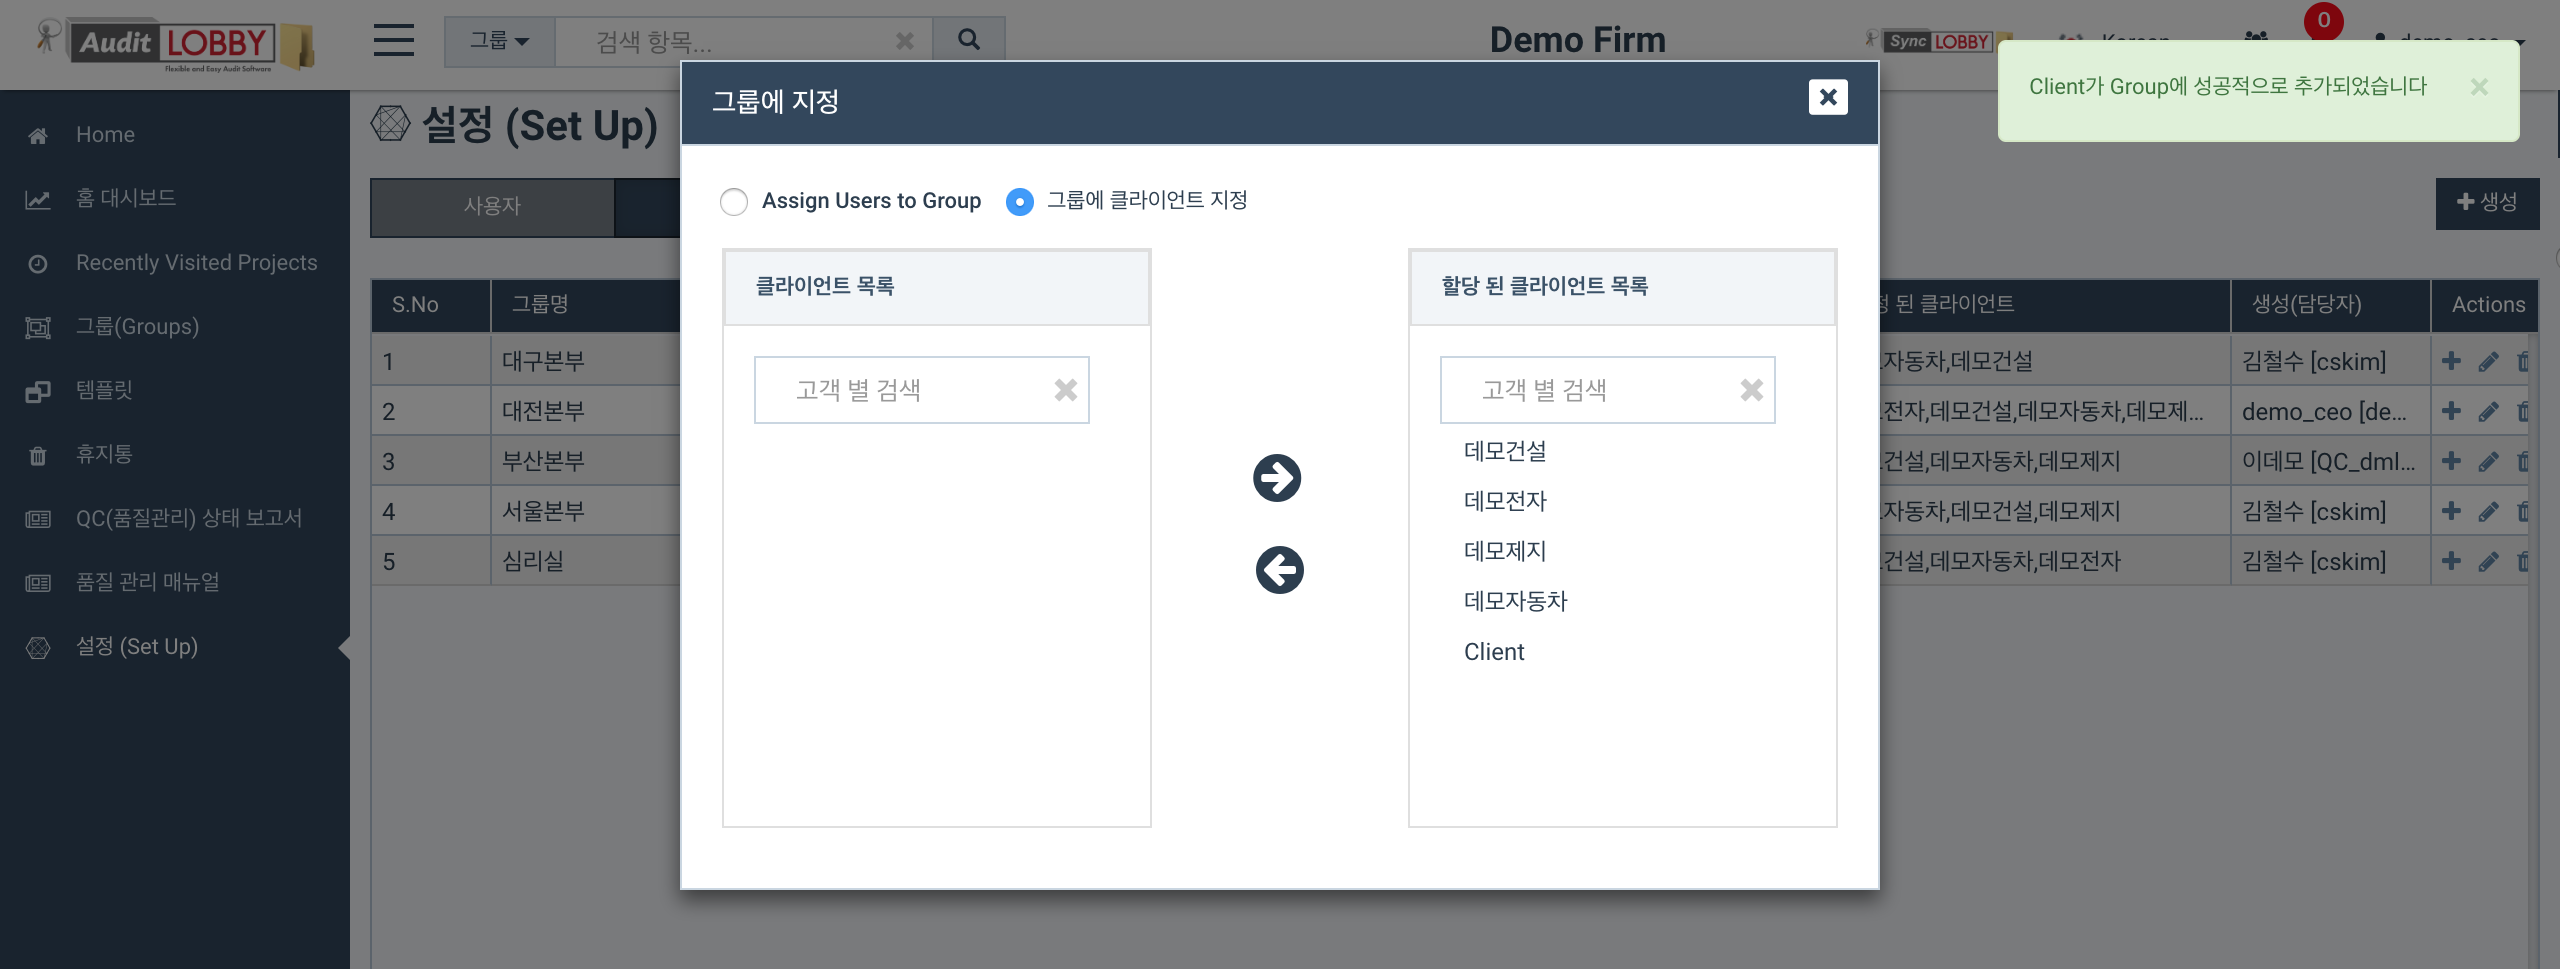 Audit LOBBY
Flexible and Easy Audit Software
그룹
검색 항목...
Demo Firm
Sync LOBBY
0
Client가 Group에 성공적으로 추가되었습니다
Home
홈 대시보드
Recently Visited Projects
그룹(Groups)
템플릿
휴지통
QC(품질관리) 상태 보고서
품질 관리 매뉴얼
설정 (Set Up)
설정 (Set Up)
사용자
생성
그룹에 지정
Assign Users to Group
그룹에 클라이언트 지정
클라이언트 목록
고객 별 검색
할당 된 클라이언트 목록
고객 별 검색
데모건설
데모전자
데모제지
데모자동차
Client
S.No 그룹명 된 클라이언트 생성(담당자) Actions
1 대구본부 자동차,데모건설 김철수 [cskim]
2 대전본부 전자,데모건설,데모자동차,데모제... demo_ceo [de...
3 부산본부 건설,데모자동차,데모제지 이데모 [QC_dml...
4 서울본부 자동차,데모건설,데모제지 김철수 [cskim]
5 심리실 건설,데모자동차,데모전자 김철수 [cskim]